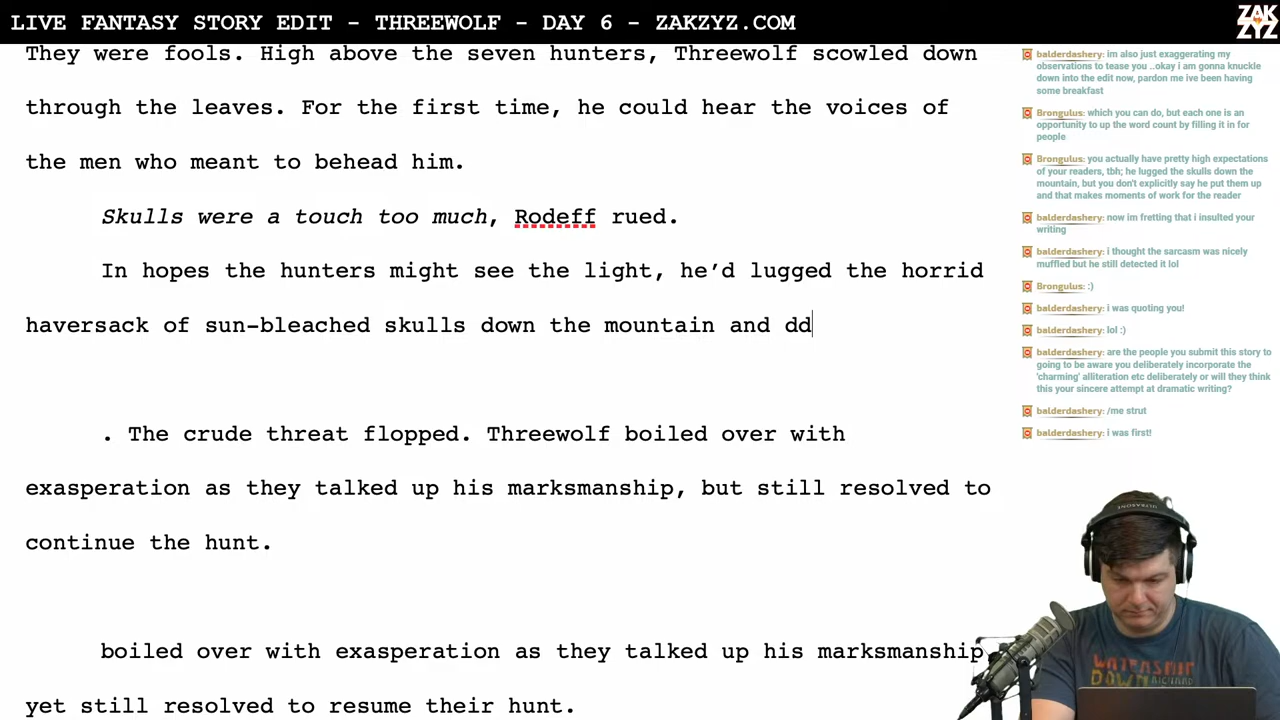 LIVE FANTASY STORY EDIT - THREEWOLF - DAY 6 - ZAKZYZ.COM
ZAK
ZYZ
They were fools. High above the seven hunters, Threewolf scowled down
through the leaves. For the first time, he could hear the voices of
the men who meant to behead him.
Skulls were a touch too much, Rodeff rued.
In hopes the hunters might see the light, he’d lugged the horrid
haversack of sun-bleached skulls down the mountain and dd
. The crude threat flopped. Threewolf boiled over with
exasperation as they talked up his marksmanship, but still resolved to
continue the hunt.
boiled over with exasperation as they talked up his marksmanship
yet still resolved to resume their hunt.
balderdashery: im also just exaggerating my
observations to tease you ..okay i am gonna knuckle
down into the edit now, pardon me ive been having
some breakfast
Brongulus: which you can do, but each one is an
opportunity to up the word count by filling it in for
people
Brongulus: you actually have pretty high expectations
of your readers, tbh; he lugged the skulls down the
mountain, but you don't explicitly say he put them up
and that makes moments of work for the reader
balderdashery: now im fretting that i insulted your
writing
balderdashery: i thought the sarcasm was nicely
muffled but he still detected it lol
Brongulus: :)
balderdashery: i was quoting you!
balderdashery: lol :)
balderdashery: are the people you submit this story to
going to be aware you deliberately incorporate the
'charming' alliteration etc deliberately or will they think
this your sincere attempt at dramatic writing?
balderdashery: /me strut
balderdashery: i was first!
ULTRASONE
WATERSHIP
DOWN RICHARD